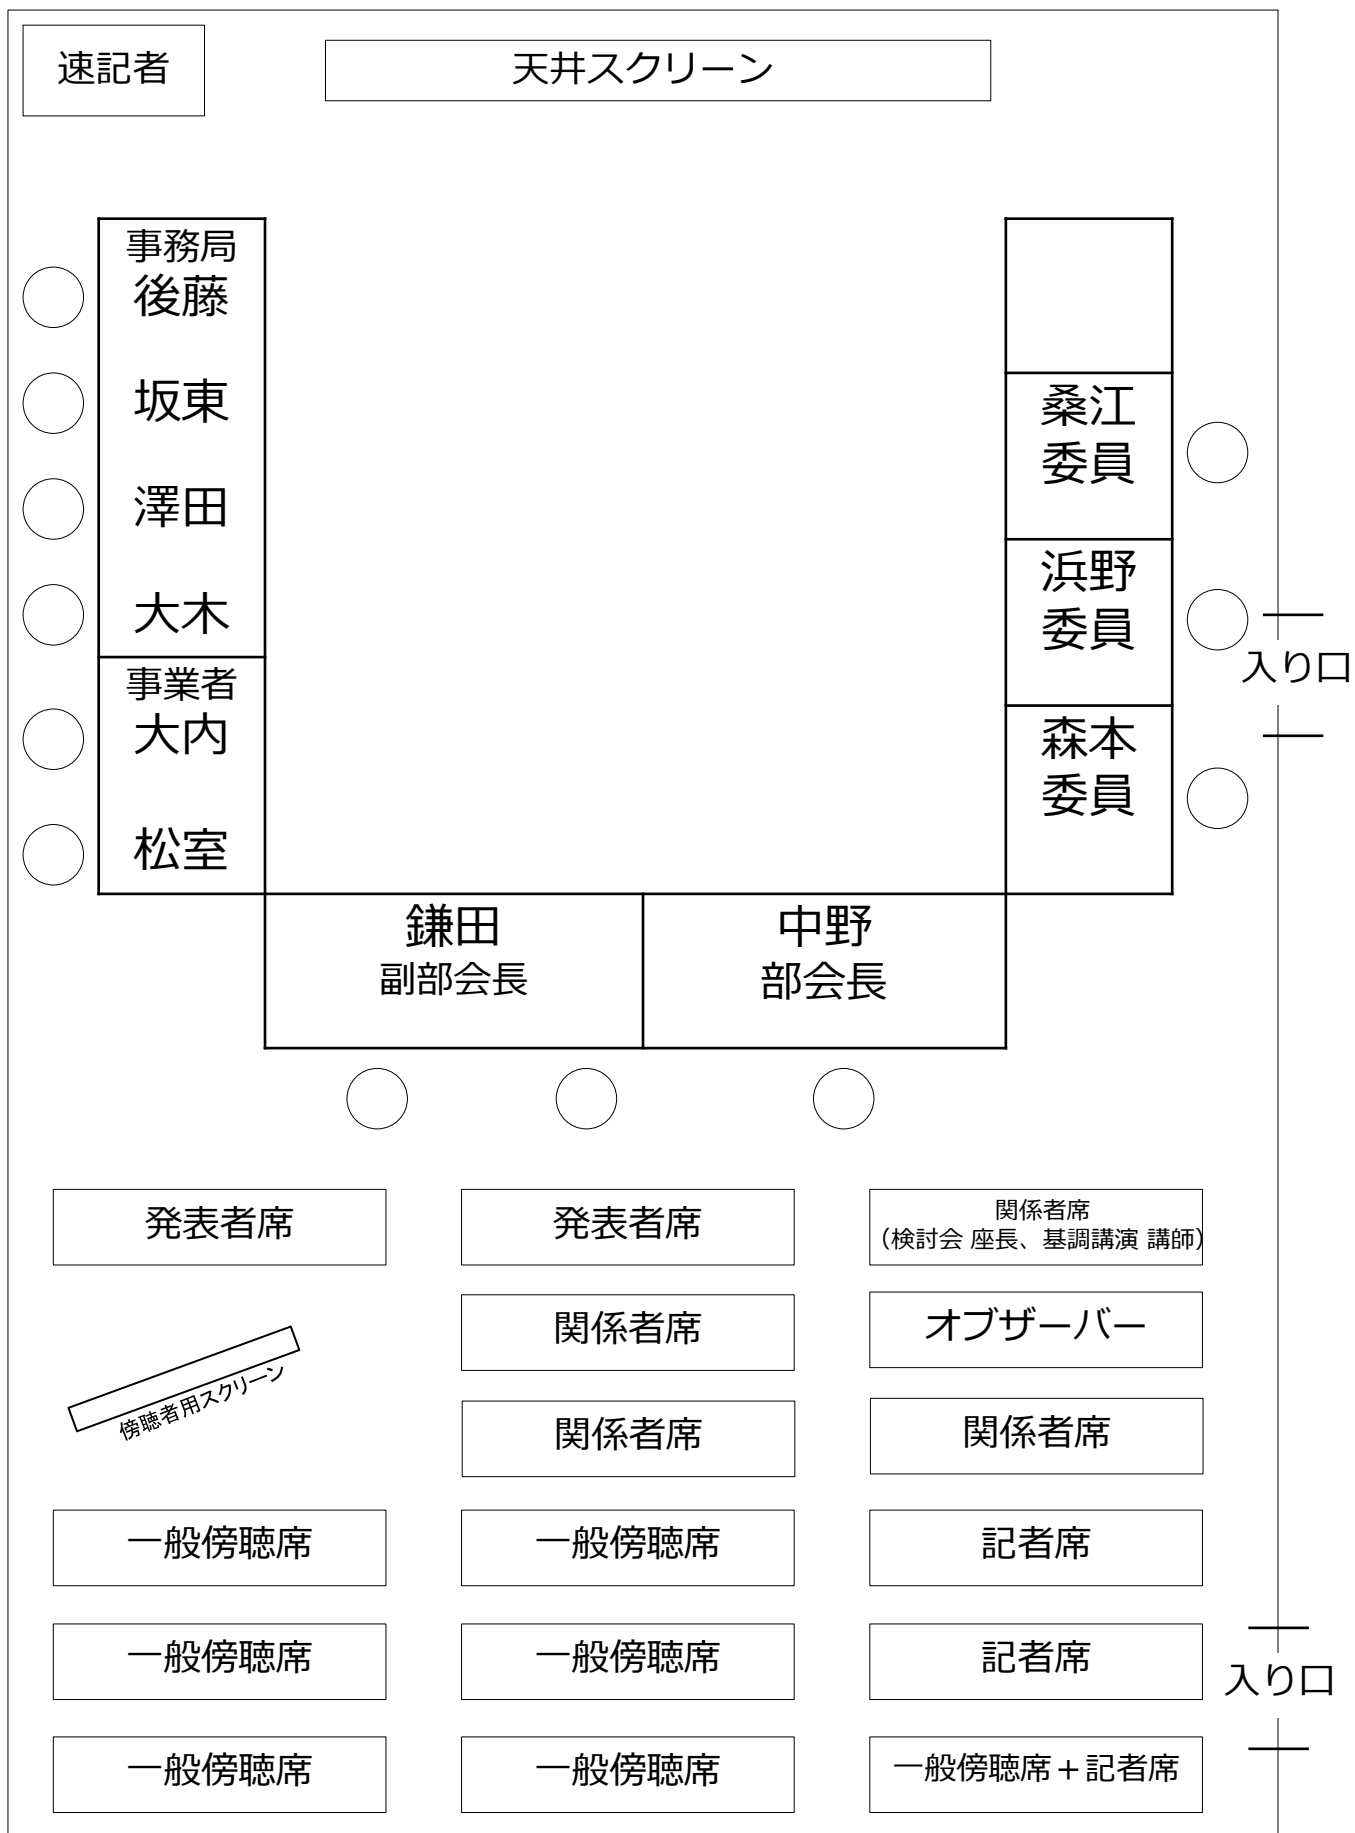 速記者
天井スクリーン
事務局
後藤
坂東
澤田
大木
事業者
大内
松室
桑江
委員
浜野
委員
森本
委員
入り口
鎌田
副部会長
中野
部会長
発表者席
発表者席
関係者席
（検討会 座長、基調講演 講師）
傍聴者用スクリーン
関係者席
オブザーバー
関係者席
関係者席
一般傍聴席
一般傍聴席
記者席
一般傍聴席
一般傍聴席
記者席
入り口
一般傍聴席
一般傍聴席
一般傍聴席＋記者席